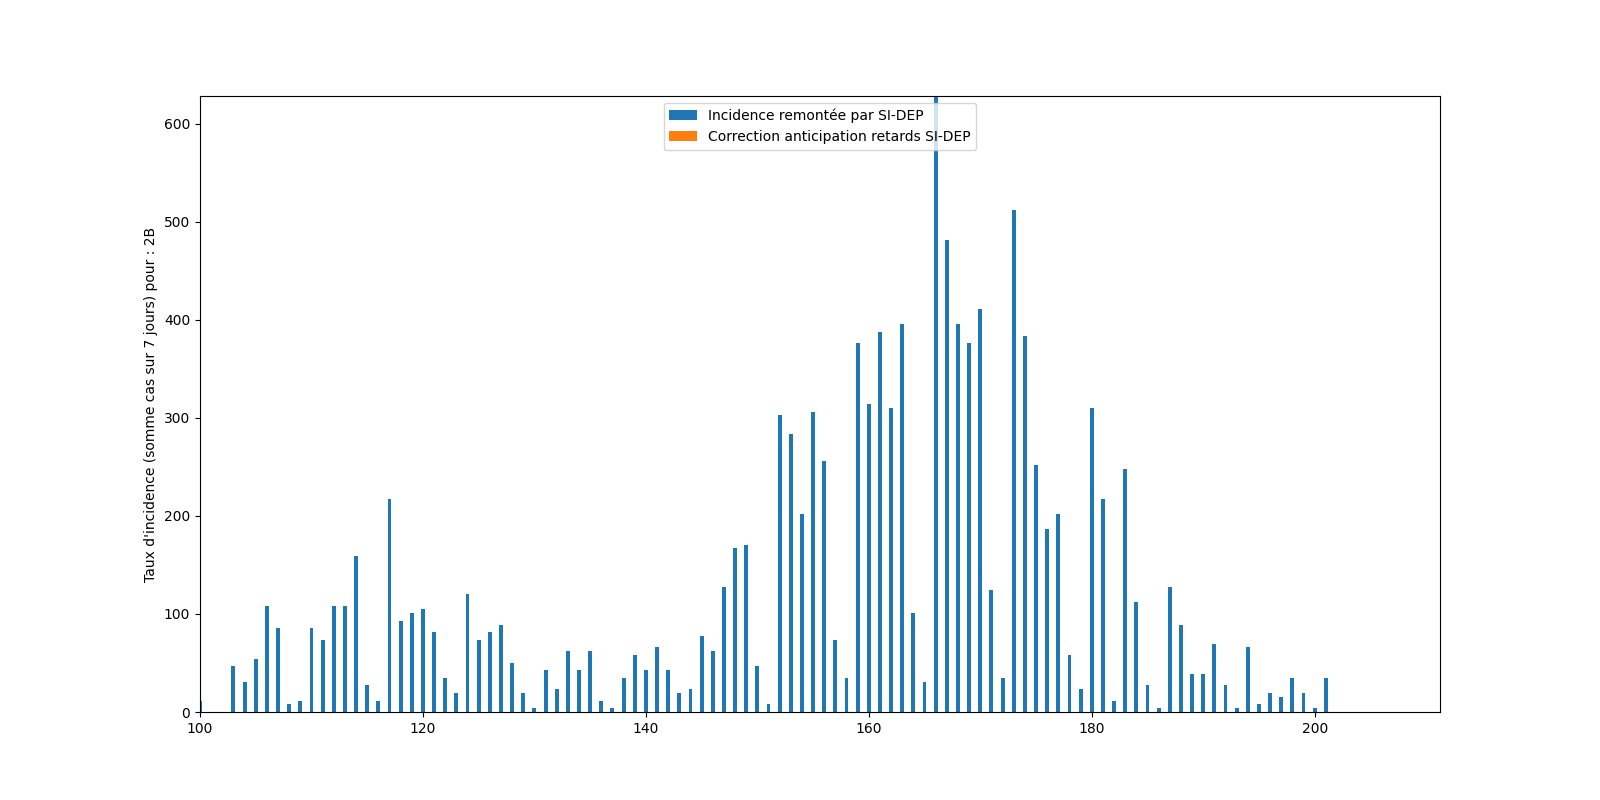 Incidence remontée par SI-DEP
Correction anticipation retards SI-DEP
Taux d'incidence (somme cas sur 7 jours) pour : 2B
600
500
400
300
200
100
0
100 120 140 160 180 200